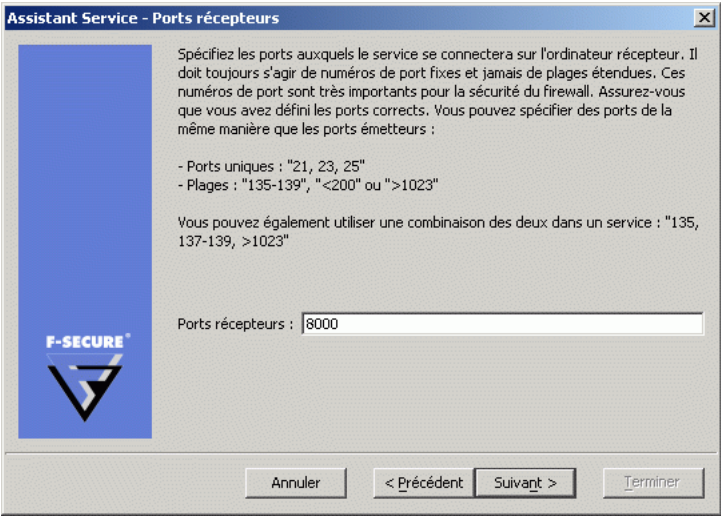 Assistant Service - Ports récepteurs
Spécifiez les ports auxquels le service se connectera sur l'ordinateur récepteur. Il
doit toujours s'agir de numéros de port fixes et jamais de plages étendues. Ces
numéros de port sont très importants pour la sécurité du firewall. Assurez-vous
que vous avez défini les ports corrects. Vous pouvez spécifier des ports de la
même manière que les ports émetteurs :
- Ports uniques : "21, 23, 25"
- Plages : "135-139", "<200" ou ">1023"
Vous pouvez également utiliser une combinaison des deux dans un service : "135,
137-139, >1023"
Ports récepteurs : 8000
F-SECURE®
Annuler < Précédent Suivant > Terminer